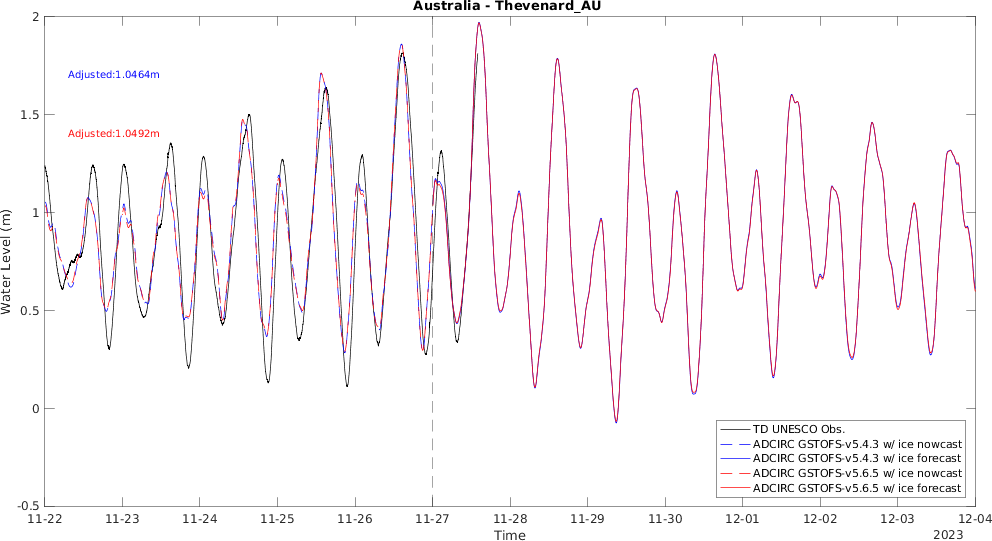 Australia - Thevenard_AU
2
1.5
1
0.5
0
-0.5
Water Level (m)
Adjusted:1.0464m
Adjusted:1.0492m
TD UNESCO Obs.
ADCIRC GSTOFS-v5.4.3 w/ ice nowcast
ADCIRC GSTOFS-v5.4.3 w/ ice forecast
ADCIRC GSTOFS-v5.6.5 w/ ice nowcast
ADCIRC GSTOFS-v5.6.5 w/ ice forecast
11-22 11-23 11-24 11-25 11-26 11-27 11-28 11-29 11-30 12-01 12-02 12-03 12-04
Time
2023